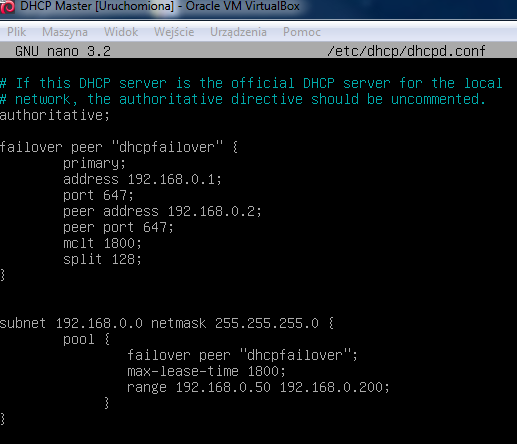 DHCP Master [Uruchomiona] - Oracle VM VirtualBox
Plik Maszyna Widok Wejście Urządzenia Pomoc
GNU nano 3.2 /etc/dhcp/dhcpd.conf
# If this DHCP server is the official DHCP server for the local
# network, the authoritative directive should be uncommented.
authoritative;
failover peer "dhcpfailover" {
primary;
address 192.168.0.1;
port 647;
peer address 192.168.0.2;
peer port 647;
mclt 1800;
split 128;
}
subnet 192.168.0.0 netmask 255.255.255.0 {
pool {
failover peer "dhcpfailover";
max-lease-time 1800;
range 192.168.0.50 192.168.0.200;
}
}